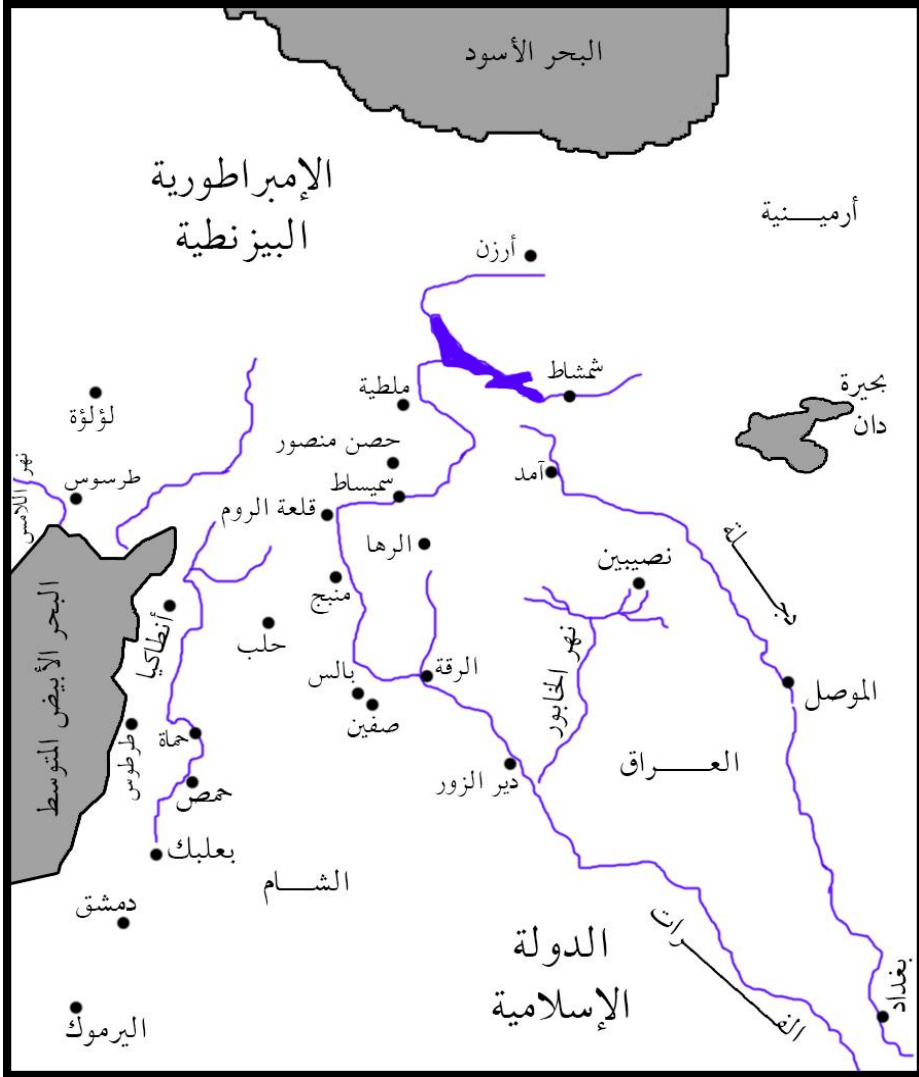 البحر الأسود
الإمبراطورية
البيزنطية
أرمينية
أرزن
شمشاط
بحيرة
دان
ملطية
لؤلؤة
حصن منصور
طرسوس
نهر اللامس
سميساط
آمد
قلعة الروم
الرها
دجلة
نصيبين
منبج
أنطاكيا
حلب
نهر الخابور
البحر الأبيض المتوسط
الرقة
بالس
صفين
الموصل
طرطوس
حماة
حمص
دير الزور
العراق
بعلبك
الشام
دمشق
الفرات
الدولة
الإسلامية
بغداد
اليرموك